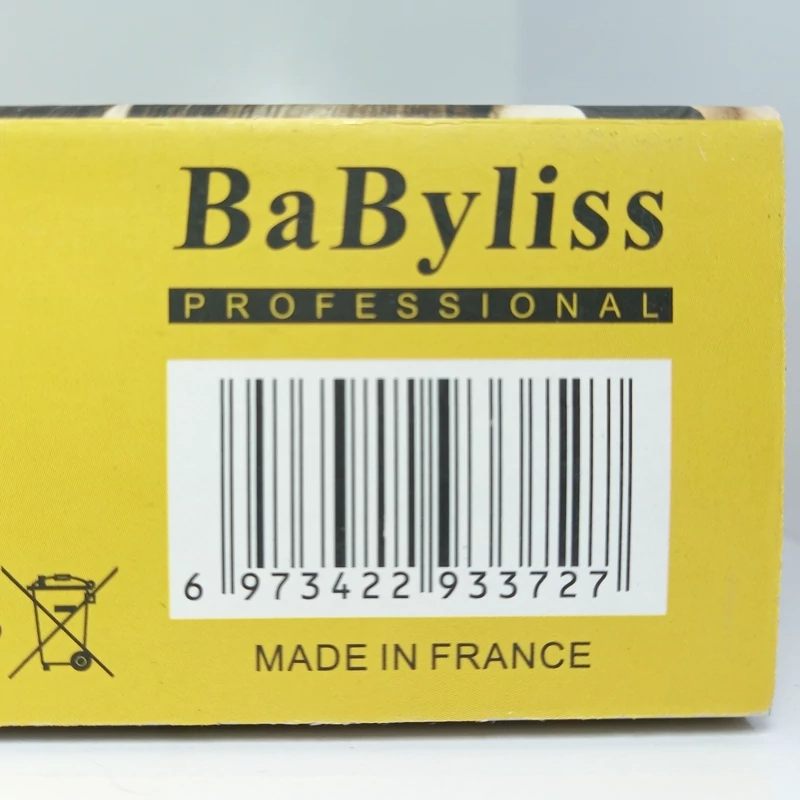 BaByliss
PROFESSIONAL
6 973422 933727
MADE IN FRANCE